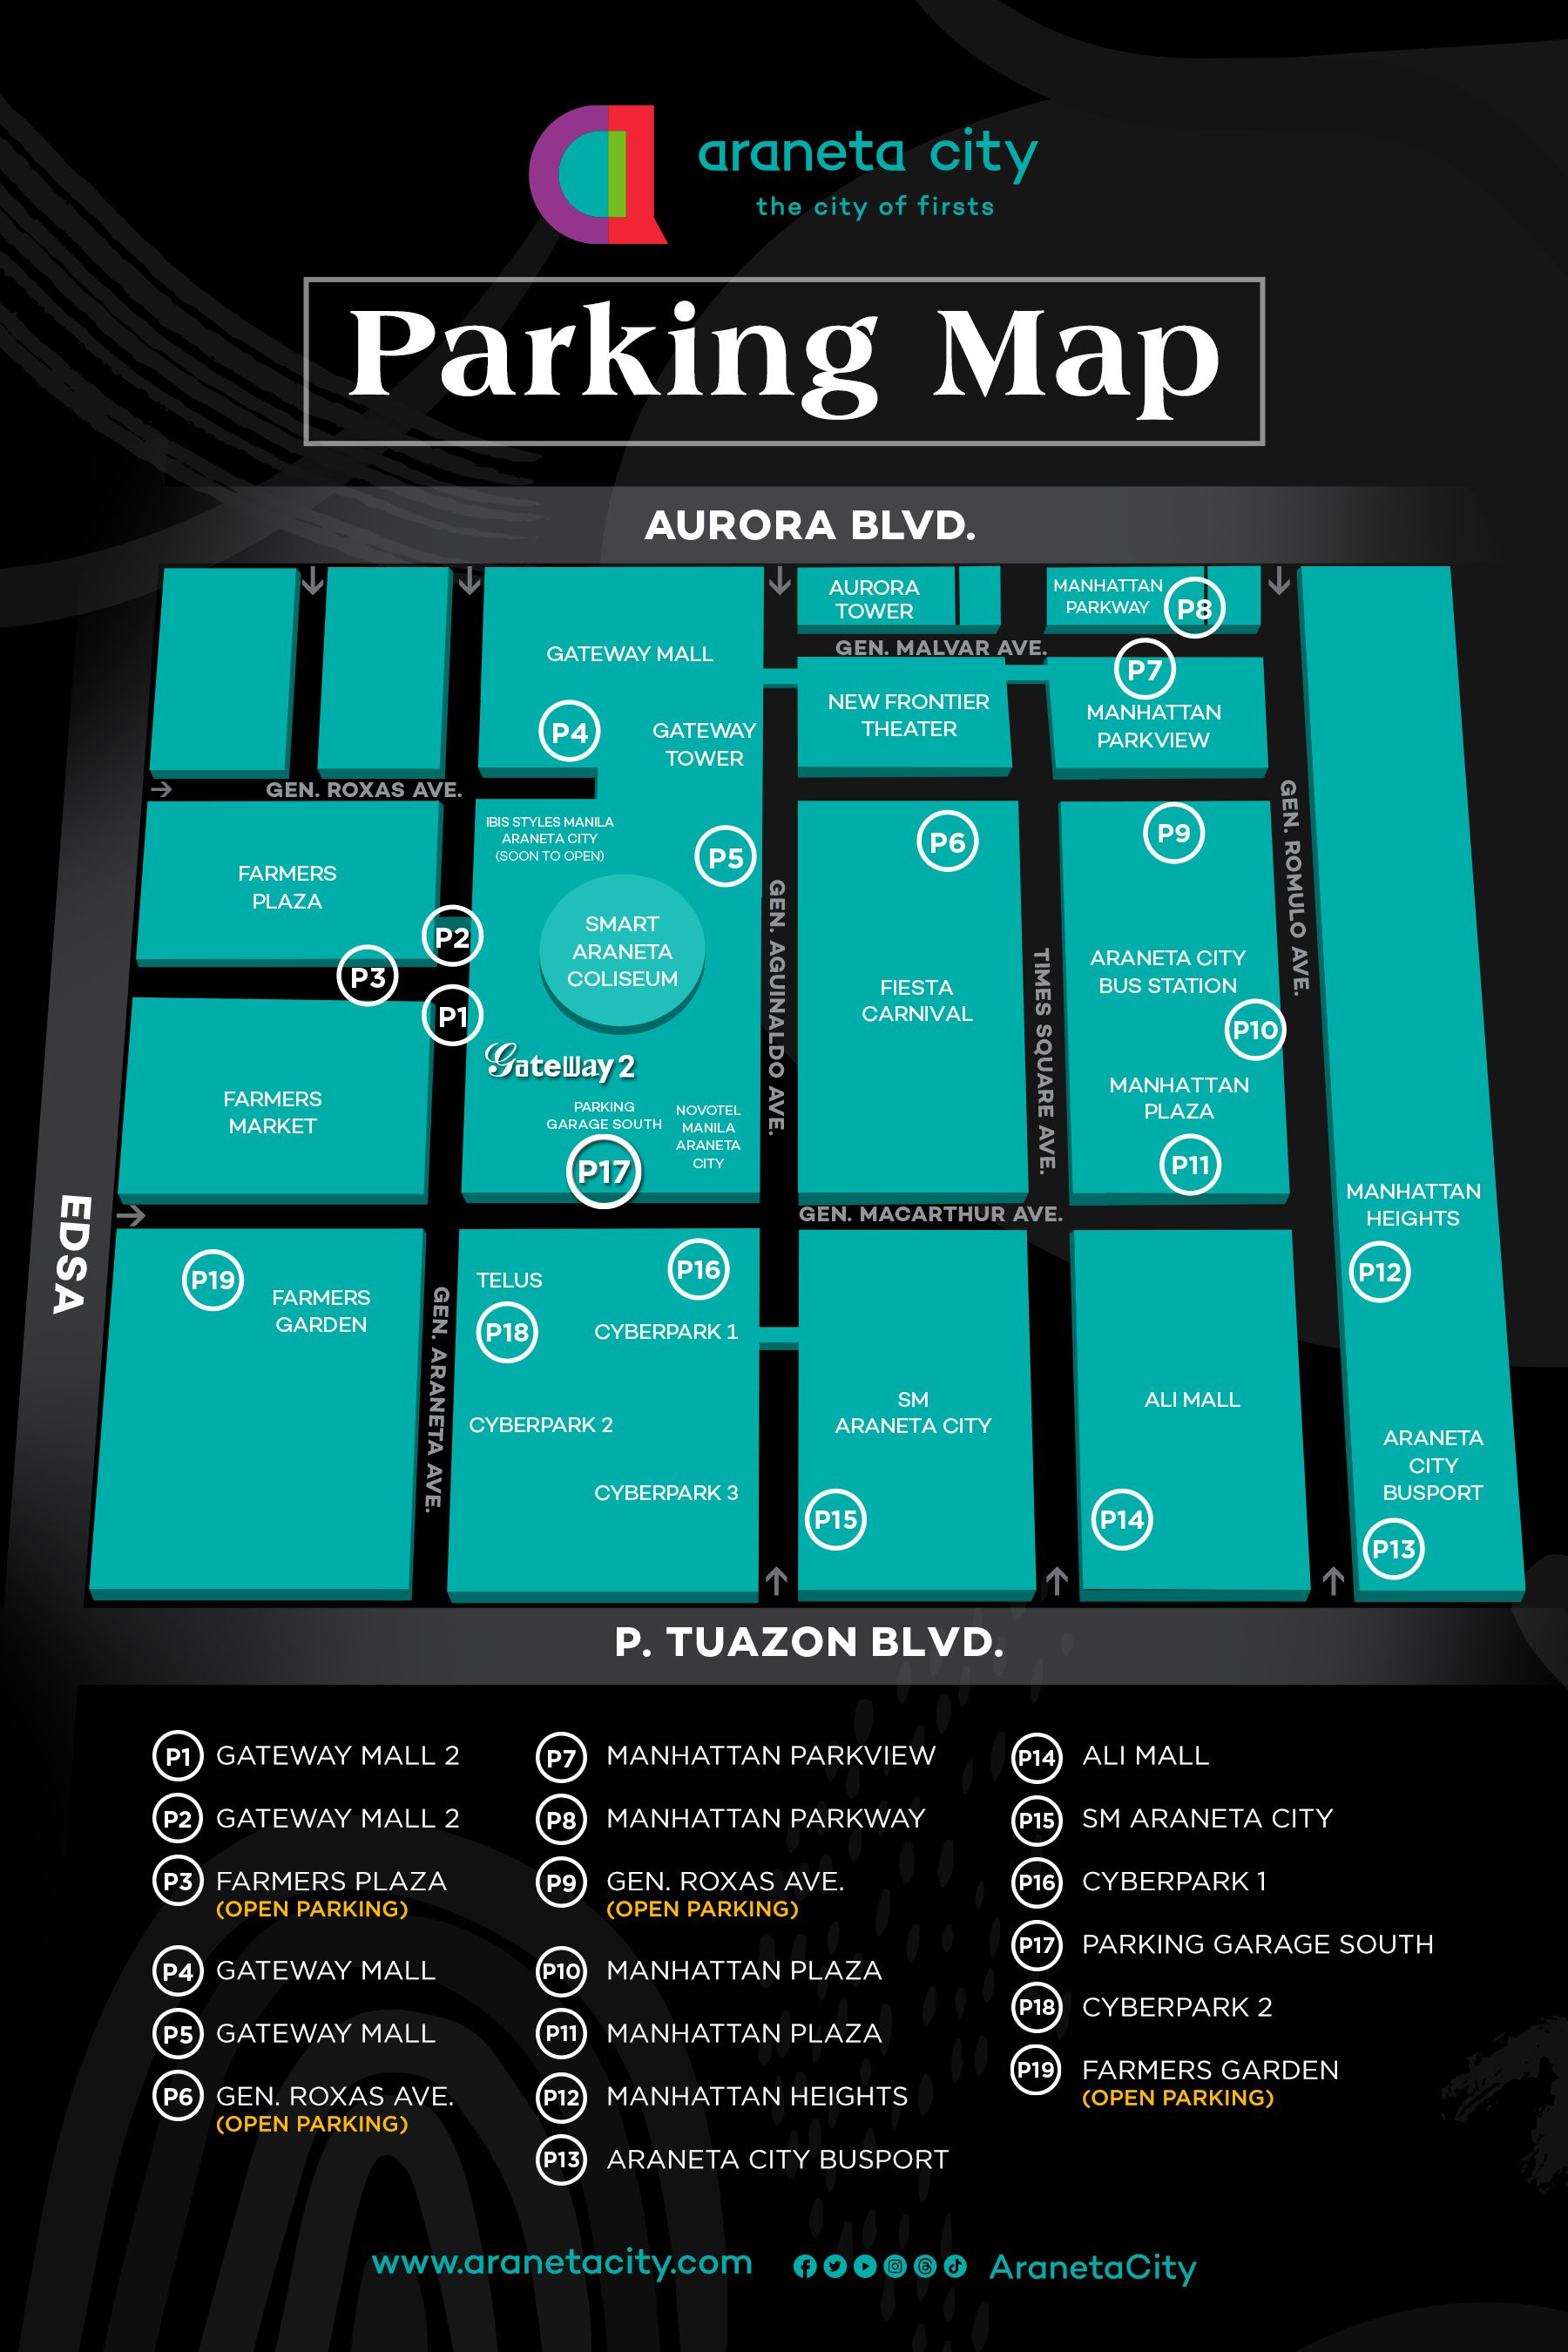 araneta city
the city of firsts
Parking Map
AURORA BLVD.
AURORA
TOWER
MANHATTAN
PARKWAY
P8
GEN. MALVAR AVE.
GATEWAY MALL
P7
P4
GATEWAY
TOWER
NEW FRONTIER
THEATER
MANHATTAN
PARKVIEW
GEN. ROXAS AVE.
GEN. ROMULO AVE.
IBIS STYLES MANILA
ARANETA CITY
(SOON TO OPEN)
P5
P6
P9
FARMERS
PLAZA
P2
P3
P1
SMART
ARANETA
COLISEUM
GEN. AGUINALDO AVE.
FIESTA
CARNIVAL
TIMES SQUARE AVE.
ARANETA CITY
BUS STATION
P10
Gateway 2
FARMERS
MARKET
PARKING
GARAGE SOUTH
P17
NOVOTEL
MANILA
ARANETA
CITY
MANHATTAN
PLAZA
P11
MANHATTAN
HEIGHTS
P12
GEN. MACARTHUR AVE.
EDSA
P19
FARMERS
GARDEN
GEN. ARANETA AVE.
TELUS
P18
P16
CYBERPARK 1
CYBERPARK 2
CYBERPARK 3
SM
ARANETA CITY
P15
ALI MALL
P14
ARANETA
CITY
BUSPORT
P13
P. TUAZON BLVD.
P1 GATEWAY MALL 2
P2 GATEWAY MALL 2
P3 FARMERS PLAZA
(OPEN PARKING)
P4 GATEWAY MALL
P5 GATEWAY MALL
P6 GEN. ROXAS AVE.
(OPEN PARKING)
P7 MANHATTAN PARKVIEW
P8 MANHATTAN PARKWAY
P9 GEN. ROXAS AVE.
(OPEN PARKING)
P10 MANHATTAN PLAZA
P11 MANHATTAN PLAZA
P12 MANHATTAN HEIGHTS
P13 ARANETA CITY BUSPORT
P14 ALI MALL
P15 SM ARANETA CITY
P16 CYBERPARK 1
P17 PARKING GARAGE SOUTH
P18 CYBERPARK 2
P19 FARMERS GARDEN
(OPEN PARKING)
www.aranetacity.com
AranetaCity